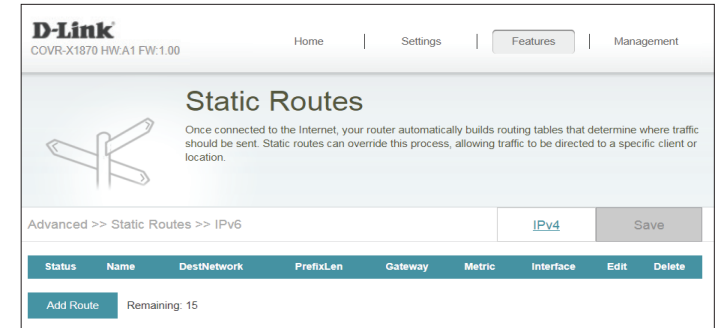 D-Link
COVR-X1870 HW:A1 FW:1.00
Home Settings Features Management
Static Routes
Once connected to the Internet, your router automatically builds routing tables that determine where traffic
should be sent. Static routes can override this process, allowing traffic to be directed to a specific client or
location.
Advanced >> Static Routes >> IPv6 IPv4 Save
Status Name DestNetwork PrefixLen Gateway Metric Interface Edit Delete
Add Route Remaining: 15